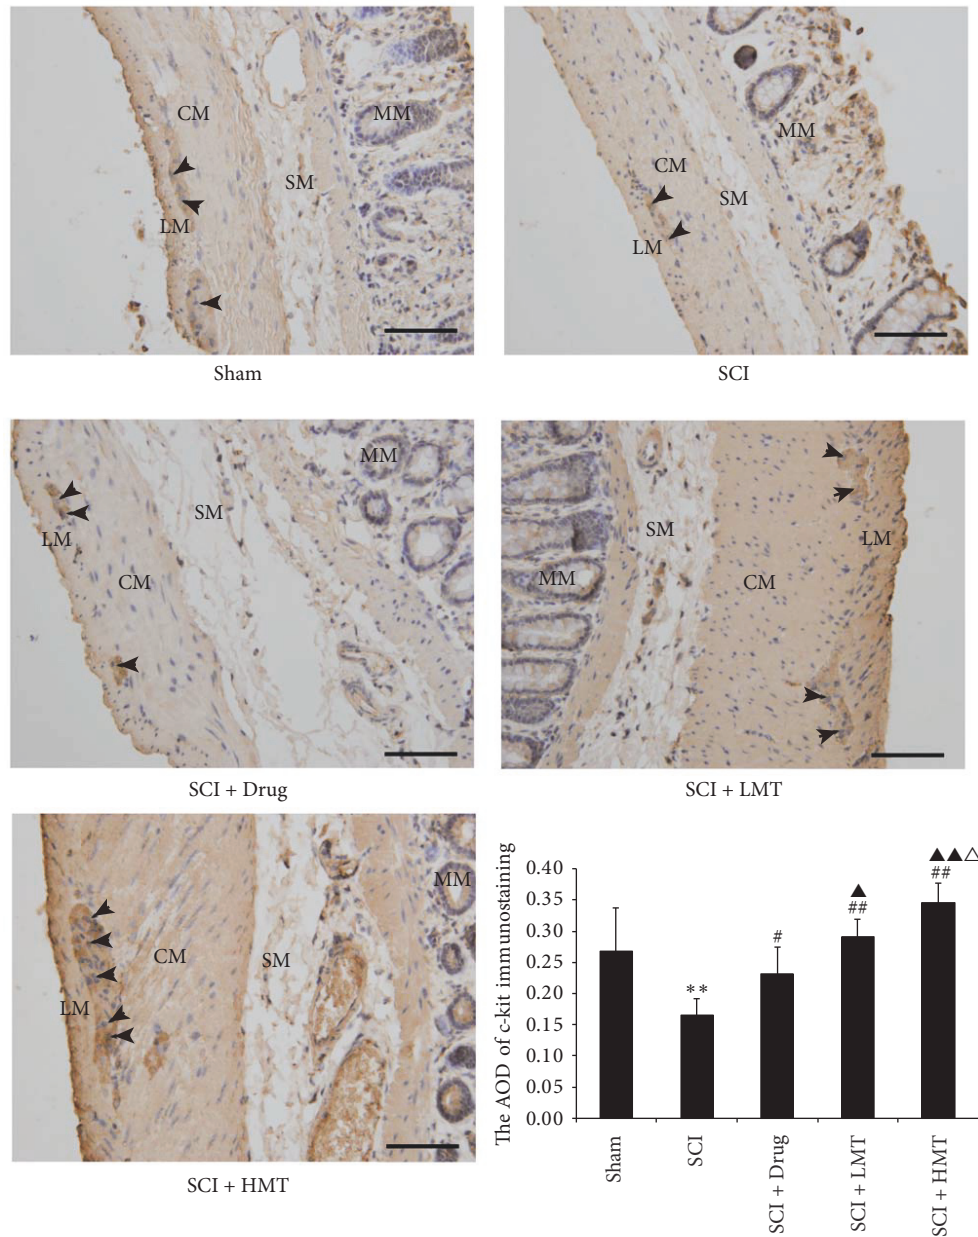 CM
MM
SM
LM
Sham
MM
CM
SM
LM
SCI
MM
SM
LM
CM
SCI + Drug
SM
LM
MM
CM
SCI + LMT
MM
CM
SM
LM
SCI + HMT
The AOD of c-kit immunostaining
0.40
0.35
0.30
0.25
0.20
0.15
0.10
0.05
0.00
**
#
▲
##
▲▲△
##
Sham
SCI
SCI + Drug
SCI + LMT
SCI + HMT